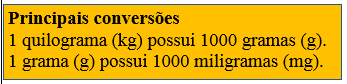 Principais conversões
1 quilograma (kg) possui 1000 gramas (g).
1 grama (g) possui 1000 miligramas (mg).